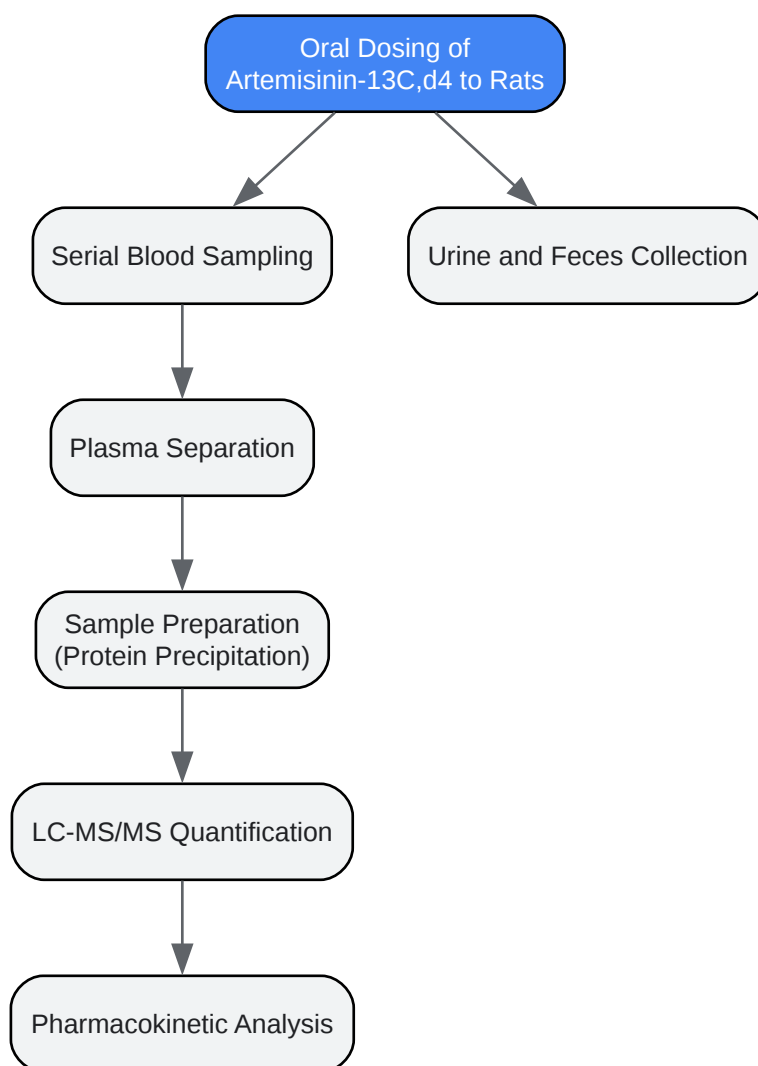 Oral Dosing of
Artemisinin-13C,d4 to Rats
Serial Blood Sampling
Urine and Feces Collection
Plasma Separation
Sample Preparation
(Protein Precipitation)
LC-MS/MS Quantification
Pharmacokinetic Analysis